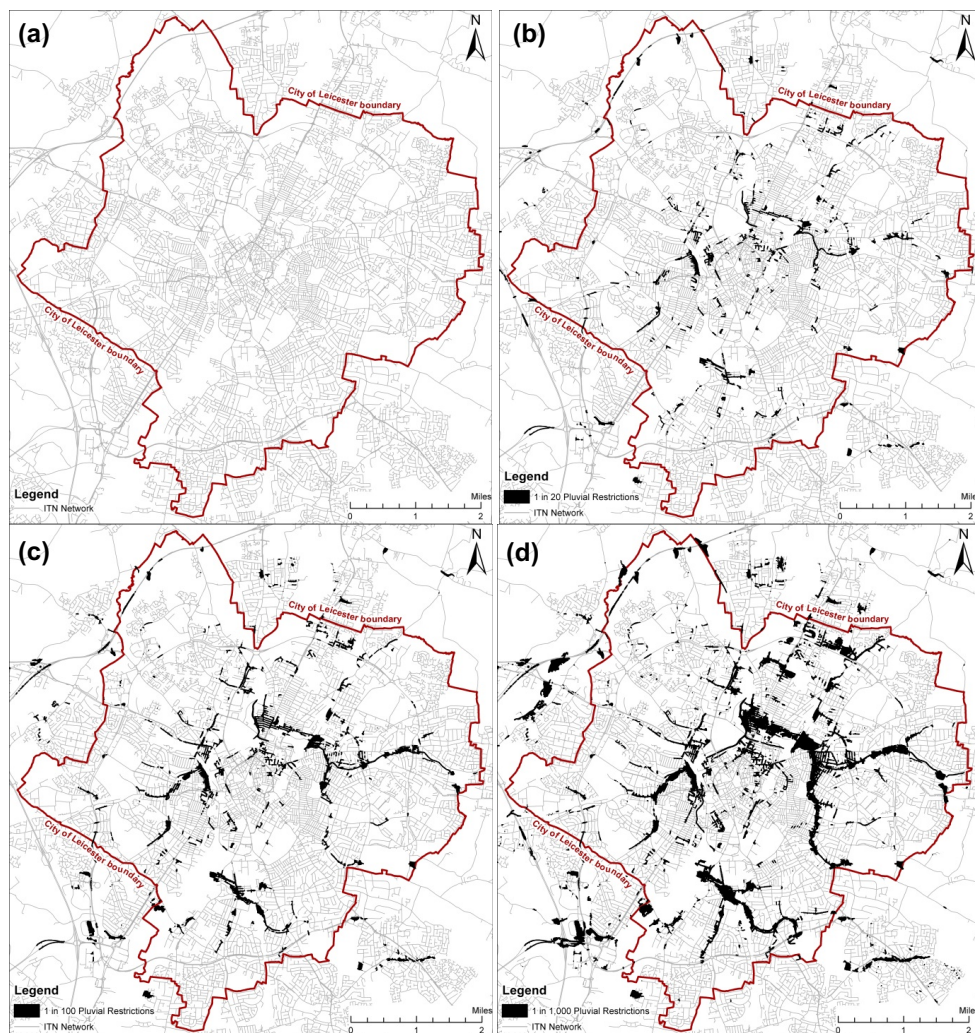 (a)
N
City of Leicester boundary
City of Leicester boundary
Legend
ITN Network
Miles
0 1 2
(b)
N
City of Leicester boundary
City of Leicester boundary
Legend
1 in 20 Pluvial Restrictions
ITN Network
Miles
0 1 2
(c)
N
City of Leicester boundary
City of Leicester boundary
Legend
1 in 100 Pluvial Restrictions
ITN Network
Miles
0 1 2
(d)
N
City of Leicester boundary
City of Leicester boundary
Legend
1 in 1,000 Pluvial Restrictions
ITN Network
Miles
0 1 2